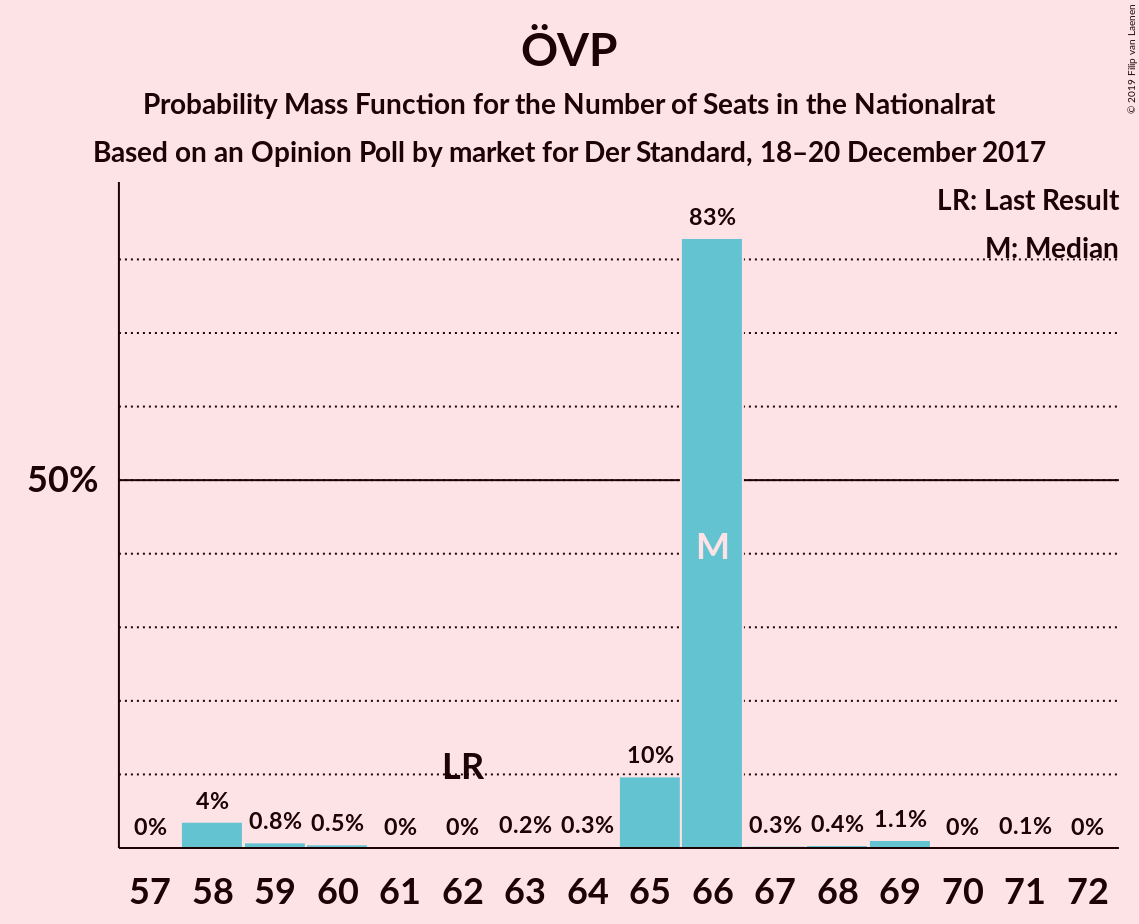 ÖVP
Probability Mass Function for the Number of Seats in the Nationalrat
Based on an Opinion Poll by market for Der Standard, 18–20 December 2017
© 2019 Filip van Laenen
LR: Last Result
M: Median
50%
0% 4% 0.8% 0.5% 0% 0% 0.2% 0.3% 10% 83% 0.3% 0.4% 1.1% 0% 0.1% 0%
LR
M
57 58 59 60 61 62 63 64 65 66 67 68 69 70 71 72